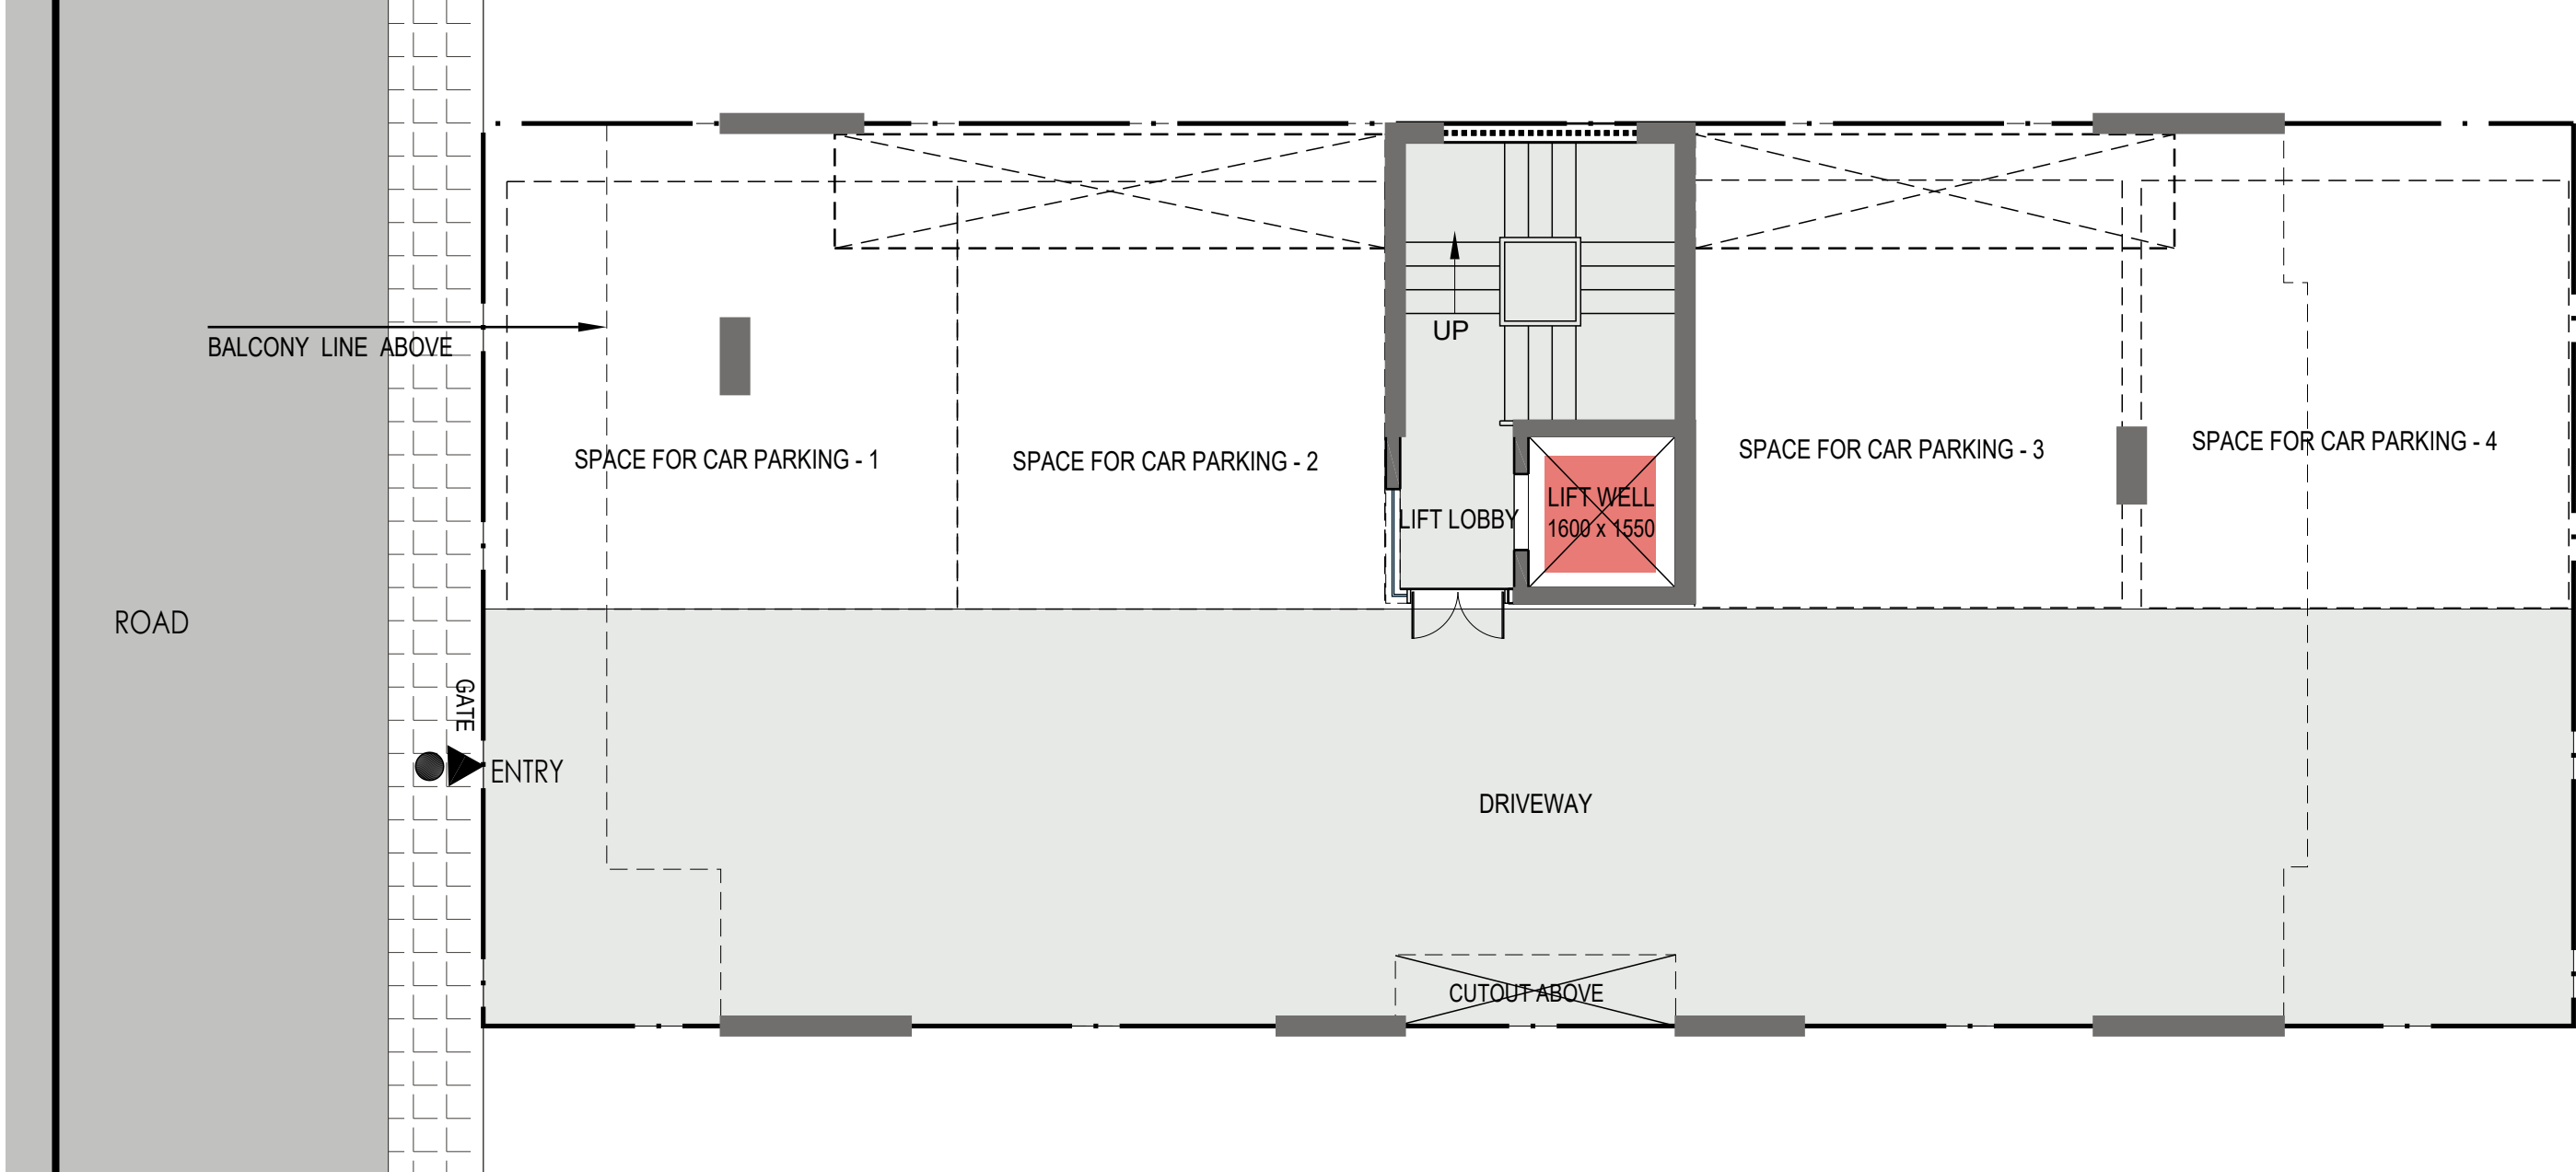 BALCONY LINE ABOVE
UP
SPACE FOR CAR PARKING - 1
SPACE FOR CAR PARKING - 2
SPACE FOR CAR PARKING - 3
SPACE FOR CAR PARKING - 4
LIFT LOBBY
LIFT WELL
1600 x 1550
ROAD
GATE
ENTRY
DRIVEWAY
CUTOUT ABOVE